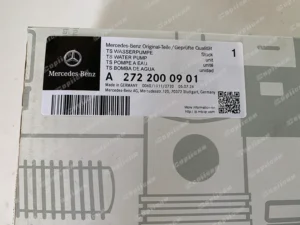 Mercedes-Benz Original-Teile / Geprüfte Qualität
TS WASSERPUMPE
TS WATER PUMP
TS POMPE A EAU
TS BOMBA DE AGUA
Stück
unit
unité
unidad
1
Mercedes-Benz
A 272 200 09 01
Made in GERMANY
Mercedes-Benz AG, Mercedesstr. 120, 70372 Stuttgart, Germany